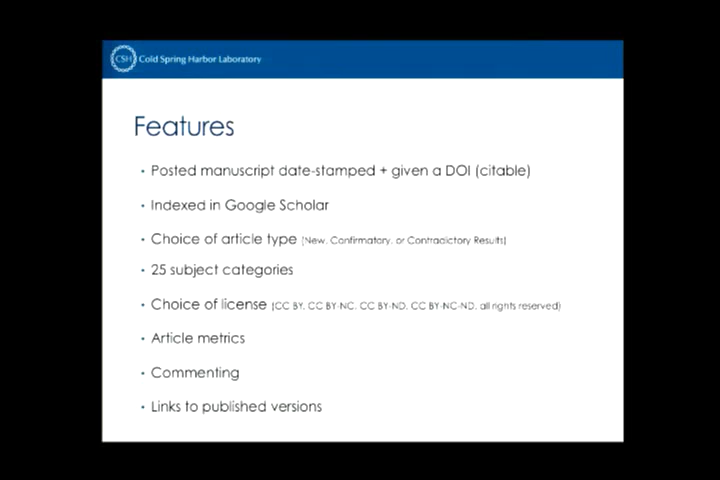 CSH Cold Spring Harbor Laboratory
Features
• Posted manuscript date-stamped + given a DOI (citable)
• Indexed in Google Scholar
• Choice of article type (New, Confirmatory, or Contradictory Results)
• 25 subject categories
• Choice of license (CC BY, CC BY-NC, CC BY-ND, CC BY-NC-ND, all rights reserved)
• Article metrics
• Commenting
• Links to published versions